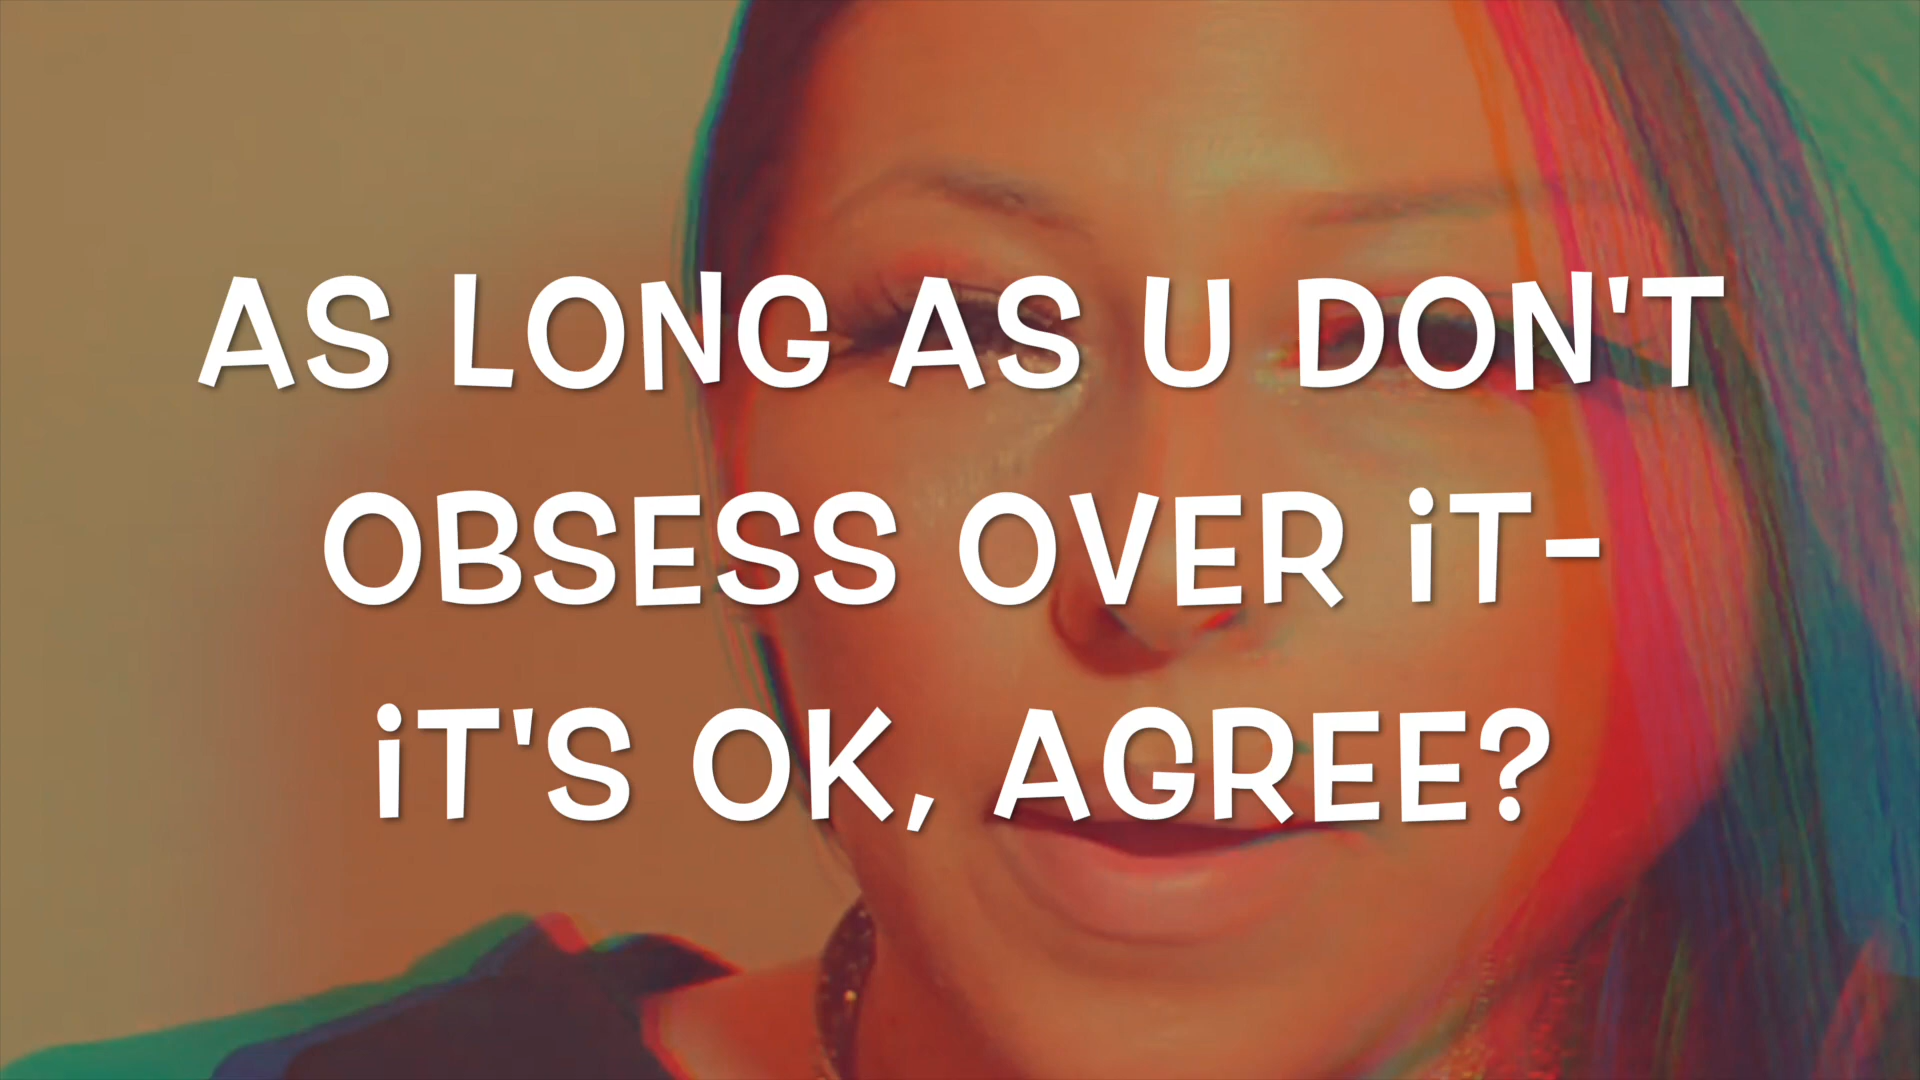 AS LONG AS U DON'T
OBSESS OVER iT-
iT'S OK, AGREE?